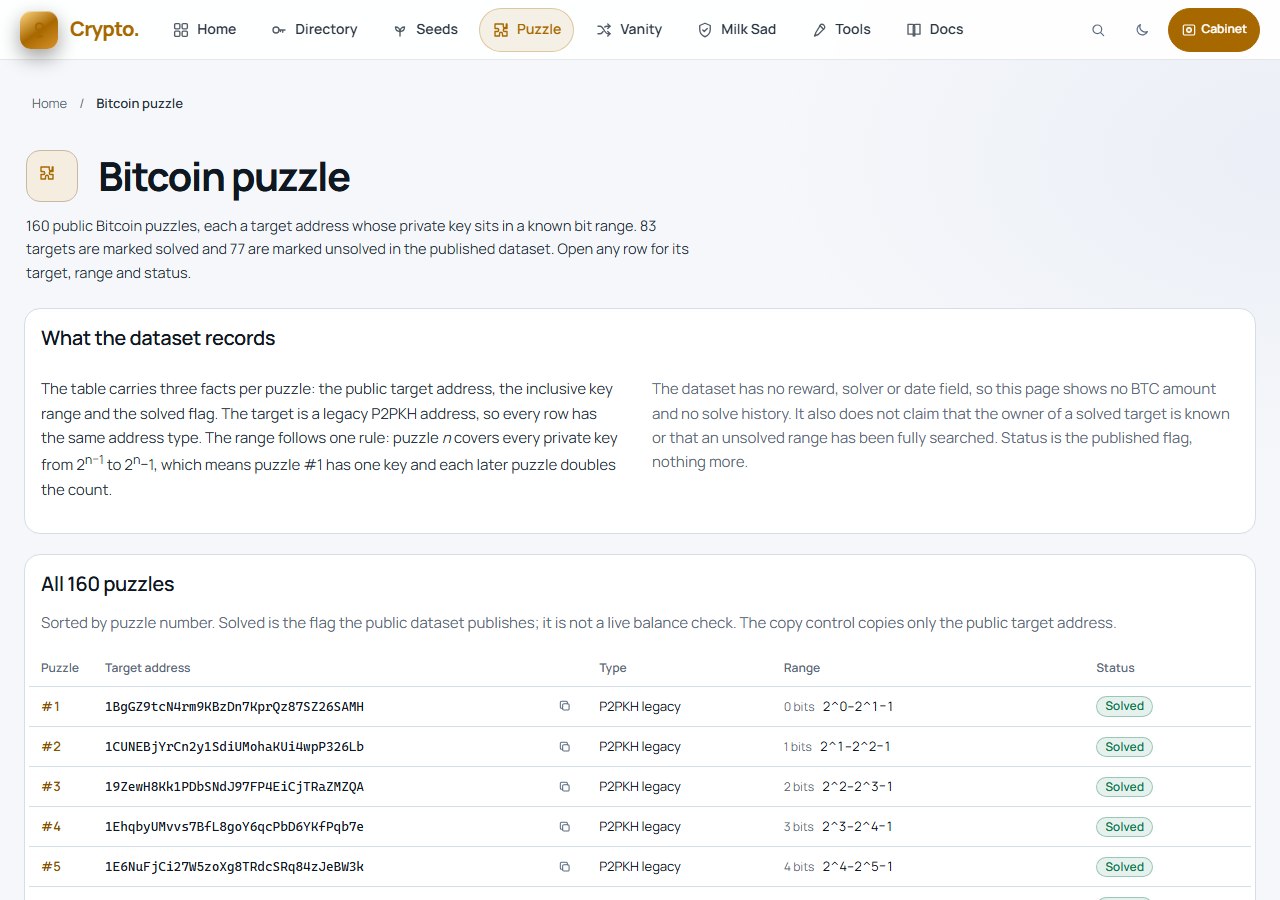 Crypto.
Home
Directory
Seeds
Puzzle
Vanity
Milk Sad
Tools
Docs
Cabinet
Home / Bitcoin puzzle
Bitcoin puzzle
160 public Bitcoin puzzles, each a target address whose private key sits in a known bit range. 83
targets are marked solved and 77 are marked unsolved in the published dataset. Open any row for its
target, range and status.
What the dataset records
The table carries three facts per puzzle: the public target address, the inclusive key
range and the solved flag. The target is a legacy P2PKH address, so every row has
the same address type. The range follows one rule: puzzle n covers every private key
from 2ⁿ⁻¹ to 2ⁿ−1, which means puzzle #1 has one key and each later puzzle doubles
the count.
The dataset has no reward, solver or date field, so this page shows no BTC amount
and no solve history. It also does not claim that the owner of a solved target is known
or that an unsolved range has been fully searched. Status is the published flag,
nothing more.
All 160 puzzles
Sorted by puzzle number. Solved is the flag the public dataset publishes; it is not a live balance check. The copy control copies only the public target address.
Puzzle Target address Type Range Status
#1 1BgGZ9tcN4rm9KBzDn7KprQz87SZ26SAMH P2PKH legacy 0 bits 2^0–2^1−1 Solved
#2 1CUNEBjYrCn2y1SdiUMohaKUi4wpP326Lb P2PKH legacy 1 bits 2^1–2^2−1 Solved
#3 19ZewH8Kk1PDbSNdJ97FP4EiCjTRaZMZQA P2PKH legacy 2 bits 2^2–2^3−1 Solved
#4 1EhqbyUMvvs7BfL8goY6qcPbD6YKfPqb7e P2PKH legacy 3 bits 2^3–2^4−1 Solved
#5 1E6NuFjCi27W5zoXg8TRdcSRq84zJeBW3k P2PKH legacy 4 bits 2^4–2^5−1 Solved